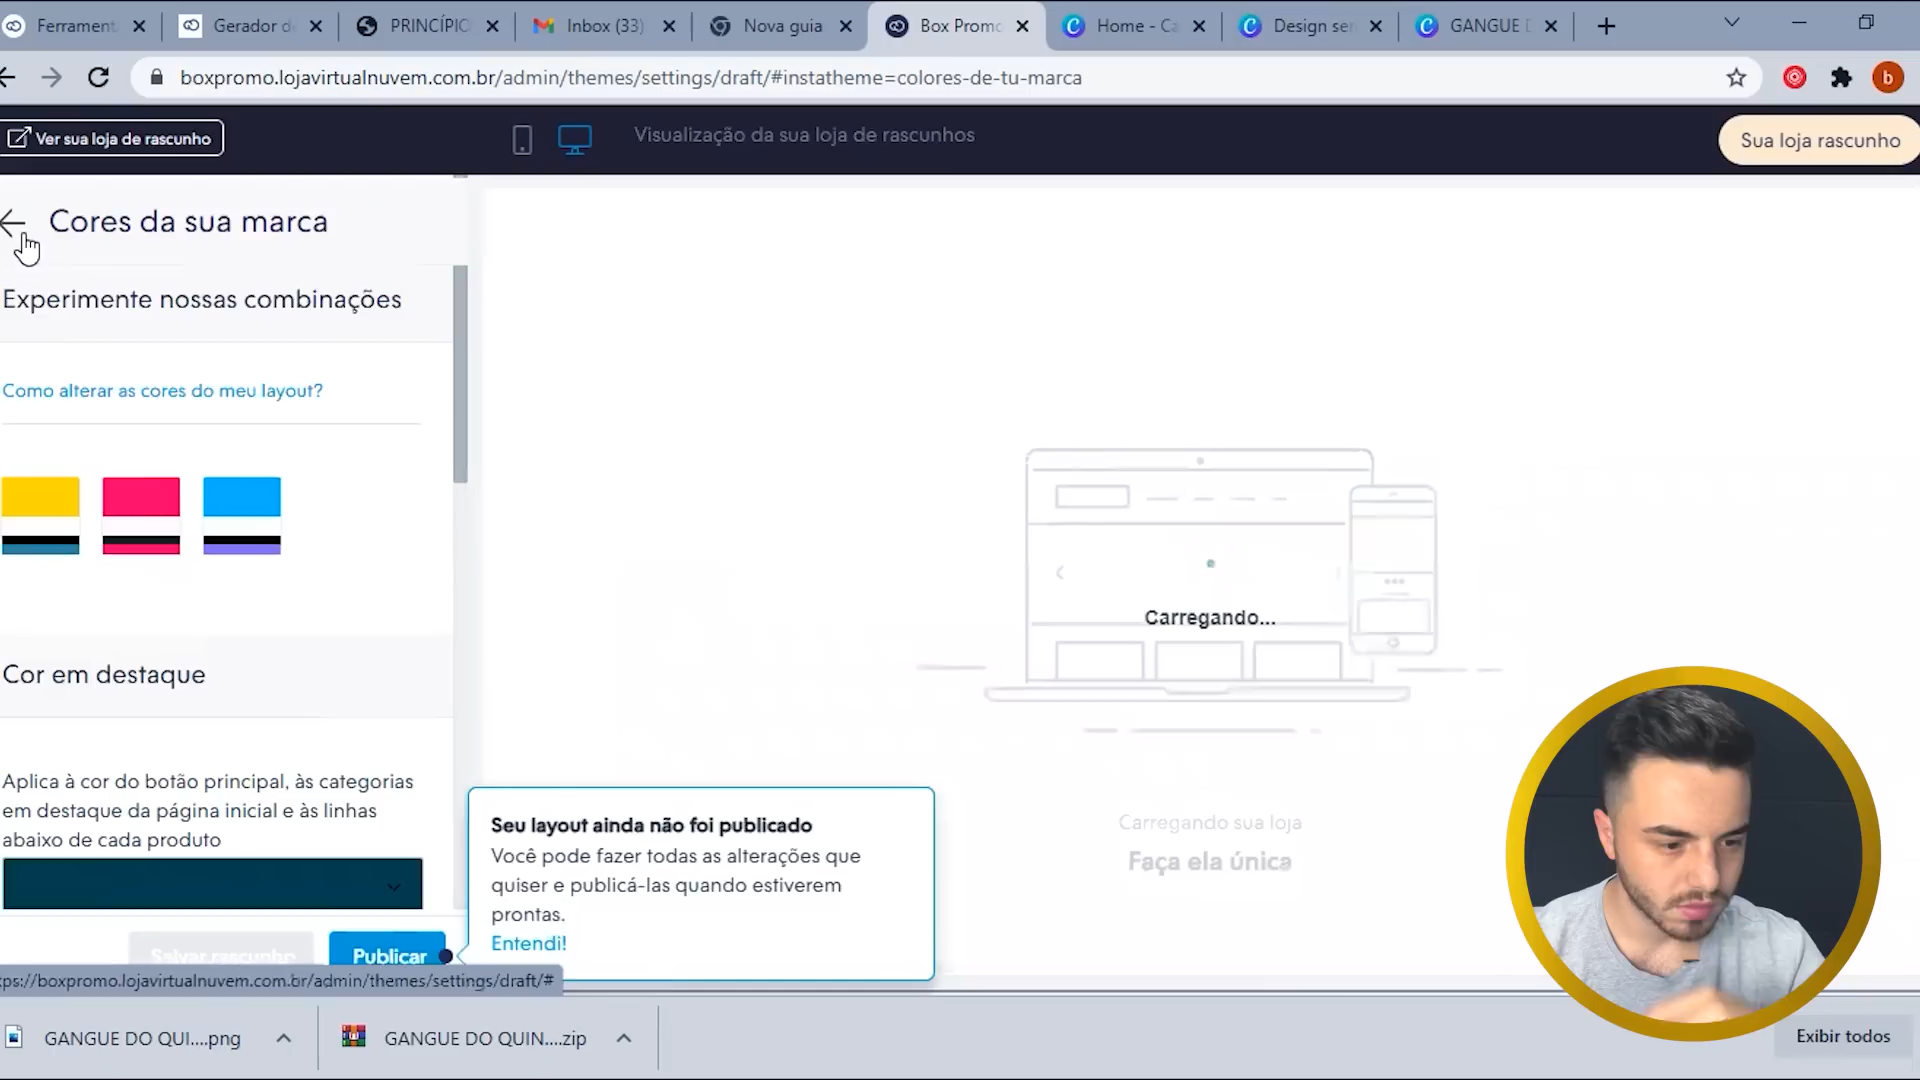 Ferrament
Gerador d
PRINCÍPIO
Inbox (33)
Nova guia
Box Promo
Home - Ca
Design sem
GANGUE D
boxpromo.lojavirtualnuvem.com.br/admin/themes/settings/draft/#instatheme=colores-de-tu-marca
b
Ver sua loja de rascunho
Visualização da sua loja de rascunhos
Sua loja rascunho
Cores da sua marca
Experimente nossas combinações
Como alterar as cores do meu layout?
Cor em destaque
Aplica à cor do botão principal, às categorias
em destaque da página inicial e às linhas
abaixo de cada produto
Salvar rascunho
Publicar
Seu layout ainda não foi publicado
Você pode fazer todas as alterações que
quiser e publicá-las quando estiverem
prontas.
Entendi!
Carregando...
Carregando sua loja
Faça ela única
tps://boxpromo.lojavirtualnuvem.com.br/admin/themes/settings/draft/#
GANGUE DO QUI....png
GANGUE DO QUIN....zip
Exibir todos